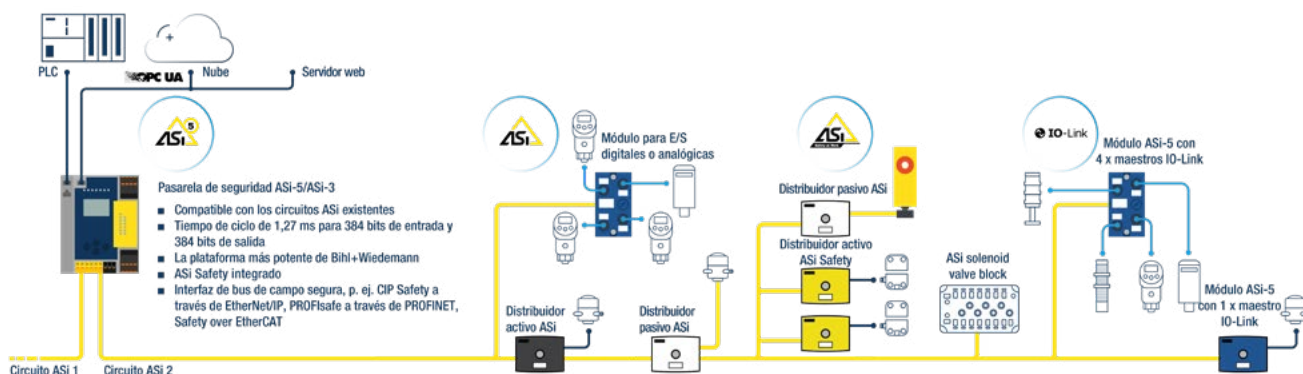 PLC
OPC UA
Nube
Servidor web
ASi 5
Pasarela de seguridad ASi-5/ASi-3
Compatible con los circuitos ASi existentes
Tiempo de ciclo de 1,27 ms para 384 bits de entrada y
384 bits de salida
La plataforma más potente de Bihl+Wiedemann
ASi Safety integrado
Interfaz de bus de campo segura, p. ej. CIP Safety a
través de EtherNet/IP, PROFIsafe a través de PROFINET,
Safety over EtherCAT
Circuito ASi 1
Circuito ASi 2
ASi
Módulo para E/S
digitales o analógicas
Distribuidor
activo ASi
Distribuidor
pasivo ASi
ASi
Distribuidor pasivo ASi
Distribuidor activo
ASi Safety
ASi solenoid
valve block
IO-Link
Módulo ASi-5 con
4 x maestros IO-Link
Módulo ASi-5
con 1 x maestro
IO-Link